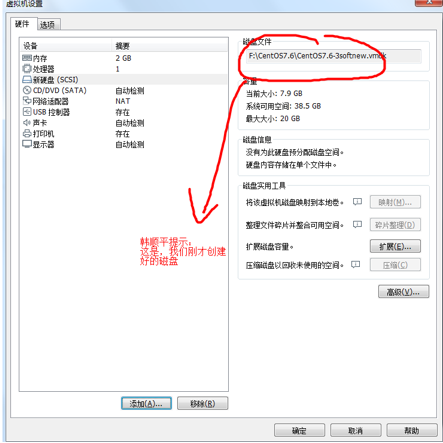 虚拟机设置
硬件 选项
设备 摘要
内存 2 GB
处理器 1
新硬盘 (SCSI)
CD/DVD (SATA) 自动检测
网络适配器 NAT
USB 控制器 存在
声卡 自动检测
打印机 存在
显示器 自动检测
磁盘文件
F:\CentOS7.6\CentOS7.6-3softnew.vmdk
容量
当前大小: 7.9 GB
系统可用空间: 38.5 GB
最大大小: 20 GB
磁盘信息
没有为此硬盘预分配磁盘空间。
硬盘内容存储在单个文件中。
磁盘实用工具
将该虚拟机磁盘映射到本地卷。 映射(M)...
整理文件碎片并整合可用空间。 碎片整理(D)
扩展磁盘容量。 扩展(E)...
压缩磁盘以回收未使用的空间。 压缩(C)
高级(V)...
韩顺平提示:
这是,我们刚才创建
好的磁盘
添加(A)... 移除(R)
确定 取消 帮助